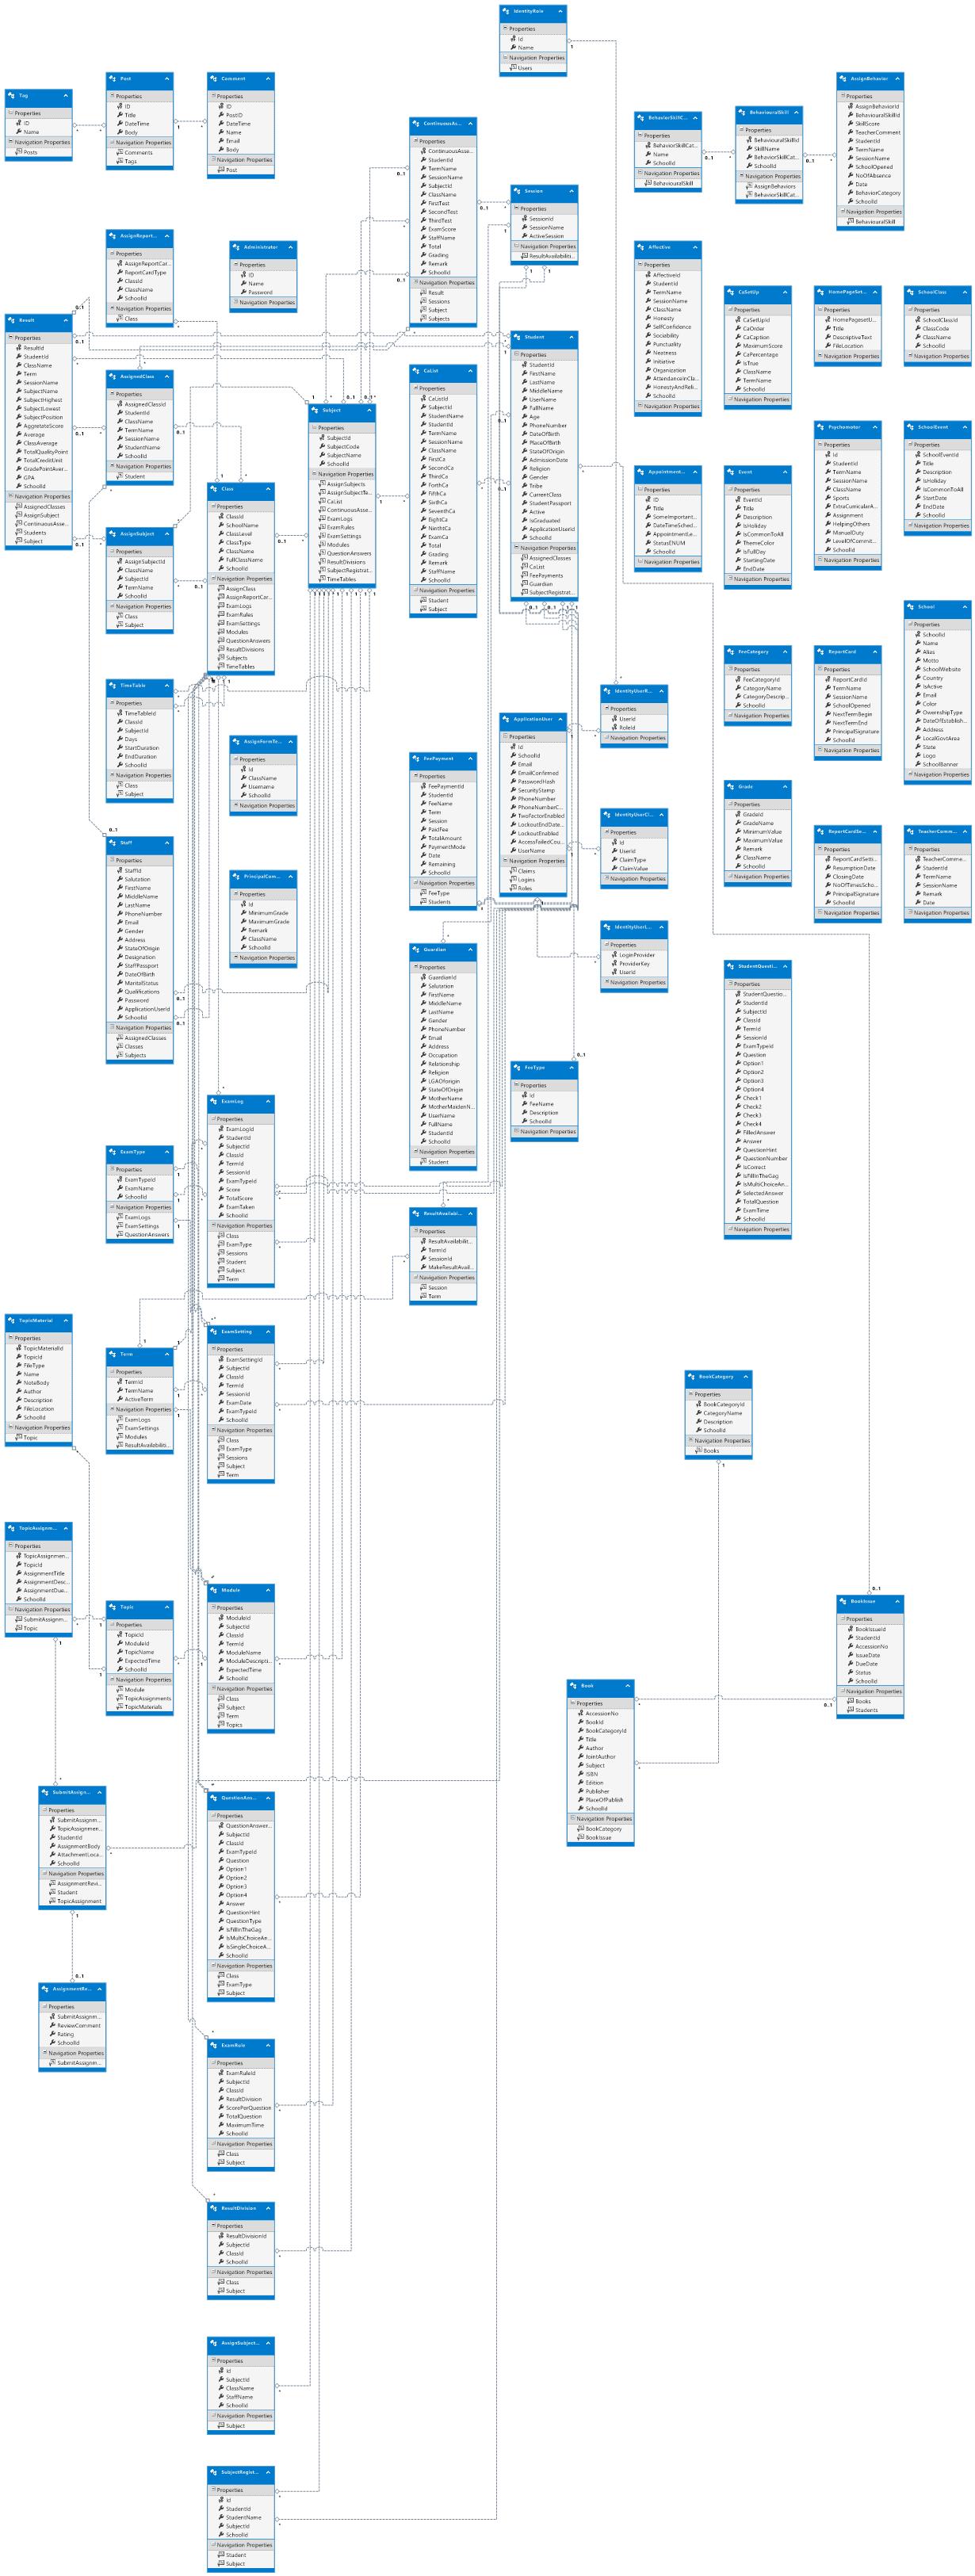 IdentityRole
Properties
Id
Name
Navigation Properties
Users
Tag
Properties
ID
Name
Navigation Properties
Posts
Post
Properties
ID
Title
DateTime
Body
Navigation Properties
Comments
Tags
Comment
Properties
ID
PostID
DateTime
Name
Email
Body
Navigation Properties
Post
ContinuousAs...
Properties
ContinuousAsse...
StudentId
TermName
SessionName
SubjectId
ClassName
FirstTest
SecondTest
ThirdTest
ExamScore
StaffName
Total
Grading
Remark
SchoolId
Navigation Properties
Result
Sessions
Subject
Subjects
Session
Properties
SessionId
SessionName
ActiveSession
Navigation Properties
ResultAvailabili...
BehaviorSkillC...
Properties
BehaviorSkillCat...
Name
SchoolId
Navigation Properties
BehaviouralSkill
BehaviouralSkill
Properties
BehaviouralSkillId
SkillName
BehaviorSkillCat...
SchoolId
Navigation Properties
AssignBehaviors
BehaviorSkillCat...
AssignBehavior
Properties
AssignBehaviorId
BehaviouralSkillId
SkillScore
TeacherComment
StudentId
TermName
SessionName
SchoolOpened
NoOfAbsence
Date
BehaviorCategory
SchoolId
Navigation Properties
BehaviouralSkill
AssignReport...
Properties
AssignReportCar...
ReportCardType
ClassId
ClassName
SchoolId
Navigation Properties
Class
Administrator
Properties
ID
Name
Password
Navigation Properties
Affective
Properties
AffectiveId
StudentId
TermName
SessionName
ClassName
Honesty
SelfConfidence
Sociability
Punctuality
Neatness
Initiative
Organization
AttendanceInCla...
HonestyAndReli...
SchoolId
Navigation Properties
CaSetUp
Properties
CaSetUpId
CaOrder
CaCaption
MaximumScore
CaPercentage
IsTrue
ClassName
TermName
SchoolId
Navigation Properties
HomePageSet...
Properties
HomePagesetU...
Title
DescriptiveText
FileLocation
Navigation Properties
SchoolClass
Properties
SchoolClassId
ClassCode
ClassName
SchoolId
Navigation Properties
Result
Properties
ResultId
StudentId
ClassName
Term
SessionName
SubjectName
SubjectHighest
SubjectLowest
SubjectPosition
AggretateScore
Average
ClassAverage
TotalQualityPoint
TotalCreditUnit
GradePointAver...
GPA
SchoolId
Navigation Properties
AssignedClasses
AssignSubject
ContinuousAsse...
Students
Subject
AssignedClass
Properties
AssignedClassId
StudentId
ClassName
TermName
SessionName
StudentName
SchoolId
Navigation Properties
Student
AssignSubject
Properties
AssignSubjectId
ClassName
SubjectId
TermName
SchoolId
Navigation Properties
Class
Subject
Class
Properties
ClassId
SchoolName
ClassLevel
ClassType
ClassName
FullClassName
SchoolId
Navigation Properties
AssignClass
AssignReportCar...
ExamLogs
ExamRules
ExamSettings
Modules
QuestionAnswers
ResultDivisions
Subjects
TimeTables
Subject
Properties
SubjectId
SubjectCode
SubjectName
SchoolId
Navigation Properties
AssignSubjects
AssignSubjectTe...
CaList
ContinuousAsse...
ExamLogs
ExamRules
ExamSettings
Modules
QuestionAnswers
ResultDivisions
SubjectRegistrat...
TimeTables
CaList
Properties
CaListId
SubjectId
StudentName
StudentId
TermName
SessionName
ClassName
FirstCa
SecondCa
ThirdCa
ForthCa
FifthCa
SixthCa
SeventhCa
EightCa
NinthCa
ExamCa
Total
Grading
Remark
StaffName
SchoolId
Navigation Properties
Student
Subject
Student
Properties
StudentId
FirstName
LastName
MiddleName
UserName
FullName
Age
PhoneNumber
DateOfBirth
PlaceOfBirth
StateOfOrigin
AdmissionDate
Religion
Gender
Tribe
CurrentClass
StudentPassport
Active
IsGraduated
ApplicationUserId
SchoolId
Navigation Properties
AssignedClasses
CaList
FeePayments
Guardian
SubjectRegistrat...
Appointment...
Properties
ID
Title
SomeImportant...
DateTimeSched...
AppointmentLe...
StatusENUM
SchoolId
Navigation Properties
Event
Properties
EventId
Title
Description
IsHoliday
IsCommonToAll
ThemeColor
IsFullDay
StartingDate
EndDate
Navigation Properties
Psychomotor
Properties
Id
StudentId
TermName
SessionName
ClassName
Sports
ExtraCurricularA...
Assignment
HelpingOthers
ManuelDuty
LevelOfCommit...
SchoolId
Navigation Properties
SchoolEvent
Properties
SchoolEventId
Title
Description
IsHoliday
IsCommonToAll
StartDate
EndDate
SchoolId
Navigation Properties
School
Properties
SchoolId
Name
Alias
Motto
SchoolWebsite
Country
IsActive
Email
Color
OwernshipType
DateOfEstablish...
Address
LocalGovtArea
State
Logo
SchoolBanner
Navigation Properties
FeeCategory
Properties
FeeCategoryId
CategoryName
CategoryDescrip...
SchoolId
Navigation Properties
ReportCard
Properties
ReportCardId
TermName
SessionName
SchoolOpened
NextTermBegin
NextTermEnd
PrincipalSignature
SchoolId
Navigation Properties
TimeTable
Properties
TimeTableId
ClassId
SubjectId
Days
StartDuration
EndDuration
SchoolId
Navigation Properties
Class
Subject
AssignFormTe...
Properties
Id
ClassName
Username
SchoolId
Navigation Properties
FeePayment
Properties
FeePaymentId
StudentId
FeeName
Term
Session
PaidFee
TotalAmount
PaymentMode
Date
Remaining
SchoolId
Navigation Properties
FeeType
Students
ApplicationUser
Properties
Id
SchoolId
Email
EmailConfirmed
PasswordHash
SecurityStamp
PhoneNumber
PhoneNumberC...
TwoFactorEnabled
LockoutEndDate...
LockoutEnabled
AccessFailedCou...
UserName
Navigation Properties
Claims
Logins
Roles
IdentityUserR...
Properties
UserId
RoleId
Navigation Properties
IdentityUserCl...
Properties
Id
UserId
ClaimType
ClaimValue
Navigation Properties
IdentityUserL...
Properties
LoginProvider
ProviderKey
UserId
Navigation Properties
Grade
Properties
GradeId
GradeName
MinimumValue
MaximumValue
Remark
ClassName
SchoolId
Navigation Properties
ReportCardSe...
Properties
ReportCardSetti...
ResumptionDate
ClosingDate
NoOfTimesScho...
PrincipalSignature
SchoolId
Navigation Properties
TeacherComm...
Properties
TeacherComme...
StudentId
TermName
SessionName
Remark
Date
Navigation Properties
Staff
Properties
StaffId
Salutation
FirstName
MiddleName
LastName
PhoneNumber
Email
Gender
Address
StateOfOrigin
Designation
StaffPassport
DateOfBirth
MaritalStatus
Qualifications
Password
ApplicationUserId
SchoolId
Navigation Properties
AssignedClasses
Classes
Subjects
PrincipalCom...
Properties
Id
MinimumGrade
MaximumGrade
Remark
ClassName
SchoolId
Navigation Properties
Guardian
Properties
GuardianId
Salutation
FirstName
MiddleName
LastName
Gender
PhoneNumber
Email
Address
Occupation
Relationship
Religion
LGAOforigin
StateOfOrigin
MotherName
MotherMaidenN...
UserName
FullName
StudentId
SchoolId
Navigation Properties
Student
FeeType
Properties
Id
FeeName
Description
SchoolId
Navigation Properties
StudentQuesti...
Properties
StudentQuestio...
StudentId
SubjectId
ClassId
TermId
SessionId
ExamTypeId
Question
Option1
Option2
Option3
Option4
Check1
Check2
Check3
Check4
FilledAnswer
Answer
QuestionHint
QuestionNumber
IsCorrect
IsFillInTheGag
IsMultiChoiceAn...
SelectedAnswer
TotalQuestion
ExamTime
SchoolId
Navigation Properties
ExamLog
Properties
ExamLogId
StudentId
SubjectId
ClassId
TermId
SessionId
ExamTypeId
Score
TotalScore
ExamTaken
SchoolId
Navigation Properties
Class
ExamType
Sessions
Student
Subject
Term
ExamType
Properties
ExamTypeId
ExamName
SchoolId
Navigation Properties
ExamLogs
ExamSettings
QuestionAnswers
ResultAvailabi...
Properties
ResultAvailabilit...
TermId
SessionId
MakeResultAvail...
Navigation Properties
Session
Term
TopicMaterial
Properties
TopicMaterialId
TopicId
FileType
Name
NoteBody
Author
Description
FileLocation
SchoolId
Navigation Properties
Topic
Term
Properties
TermId
TermName
ActiveTerm
Navigation Properties
ExamLogs
ExamSettings
Modules
ResultAvailabiliti...
ExamSetting
Properties
ExamSettingId
SubjectId
ClassId
TermId
SessionId
ExamDate
ExamTypeId
SchoolId
Navigation Properties
Class
ExamType
Sessions
Subject
Term
BookCategory
Properties
BookCategoryId
CategoryName
Description
SchoolId
Navigation Properties
Books
TopicAssignm...
Properties
TopicAssignmen...
TopicId
AssignmentTitle
AssignmentDesc...
AssignmentDue...
SchoolId
Navigation Properties
SubmitAssignm...
Topic
Topic
Properties
TopicId
ModuleId
TopicName
ExpectedTime
SchoolId
Navigation Properties
Module
TopicAssignments
TopicMaterials
Module
Properties
ModuleId
SubjectId
ClassId
TermId
ModuleName
ModuleDescripti...
ExpectedTime
SchoolId
Navigation Properties
Class
Subject
Term
Topics
BookIssue
Properties
BookIssueId
StudentId
AccessionNo
IssueDate
DueDate
Status
SchoolId
Navigation Properties
Books
Students
Book
Properties
AccessionNo
BookId
BookCategoryId
Title
Author
JointAuthor
Subject
ISBN
Edition
Publisher
PlaceOfPublish
SchoolId
Navigation Properties
BookCategory
BookIssue
SubmitAssign...
Properties
SubmitAssignm...
TopicAssignmen...
StudentId
AssignmentBody
AttachmentLoca...
SchoolId
Navigation Properties
AssignmentRevi...
Student
TopicAssignment
QuestionAns...
Properties
QuestionAnswer...
SubjectId
ClassId
ExamTypeId
Question
Option1
Option2
Option3
Option4
Answer
QuestionHint
QuestionType
IsFillInTheGag
IsMultiChoiceAn...
IsSingleChoiceA...
SchoolId
Navigation Properties
Class
ExamType
Subject
AssignmentRe...
Properties
SubmitAssignm...
ReviewComment
Rating
SchoolId
Navigation Properties
SubmitAssignm...
ExamRule
Properties
ExamRuleId
SubjectId
ClassId
ResultDivision
ScorePerQuestion
TotalQuestion
MaximumTime
SchoolId
Navigation Properties
Class
Subject
ResultDivision
Properties
ResultDivisionId
SubjectId
ClassId
SchoolId
Navigation Properties
Class
Subject
AssignSubject...
Properties
Id
SubjectId
ClassName
StaffName
SchoolId
Navigation Properties
Subject
SubjectRegist...
Properties
Id
StudentId
StudentName
SubjectId
SchoolId
Navigation Properties
Student
Subject